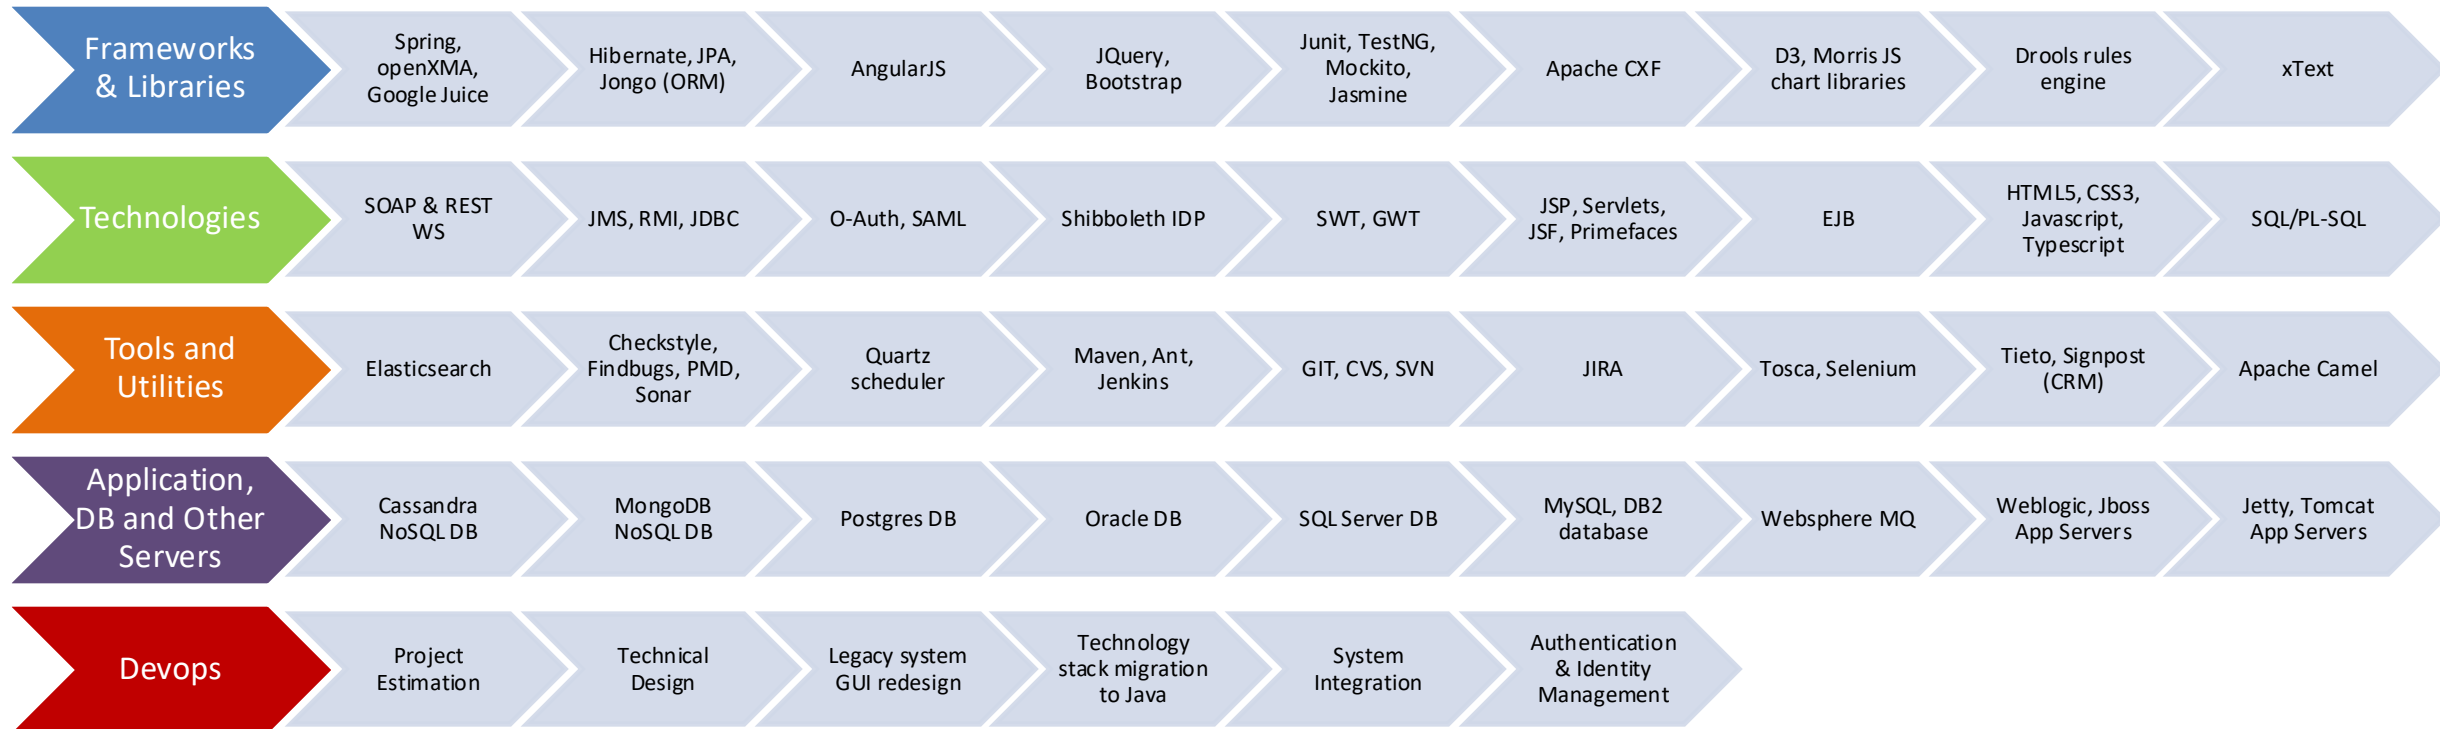 Frameworks
& Libraries
Spring,
openXMA,
Google Juice
Hibernate, JPA,
Jongo (ORM)
AngularJS
JQuery,
Bootstrap
Junit, TestNG,
Mockito,
Jasmine
Apache CXF
D3, Morris JS
chart libraries
Drools rules
engine
xText
Technologies
SOAP & REST
WS
JMS, RMI, JDBC
O-Auth, SAML
Shibboleth IDP
SWT, GWT
JSP, Servlets,
JSF, Primefaces
EJB
HTML5, CSS3,
Javascript,
Typescript
SQL/PL-SQL
Tools and
Utilities
Elasticsearch
Checkstyle,
Findbugs, PMD,
Sonar
Quartz
scheduler
Maven, Ant,
Jenkins
GIT, CVS, SVN
JIRA
Tosca, Selenium
Tieto, Signpost
(CRM)
Apache Camel
Application,
DB and Other
Servers
Cassandra
NoSQL DB
MongoDB
NoSQL DB
Postgres DB
Oracle DB
SQL Server DB
MySQL, DB2
database
Websphere MQ
Weblogic, Jboss
App Servers
Jetty, Tomcat
App Servers
Devops
Project
Estimation
Technical
Design
Legacy system
GUI redesign
Technology
stack migration
to Java
System
Integration
Authentication
& Identity
Management